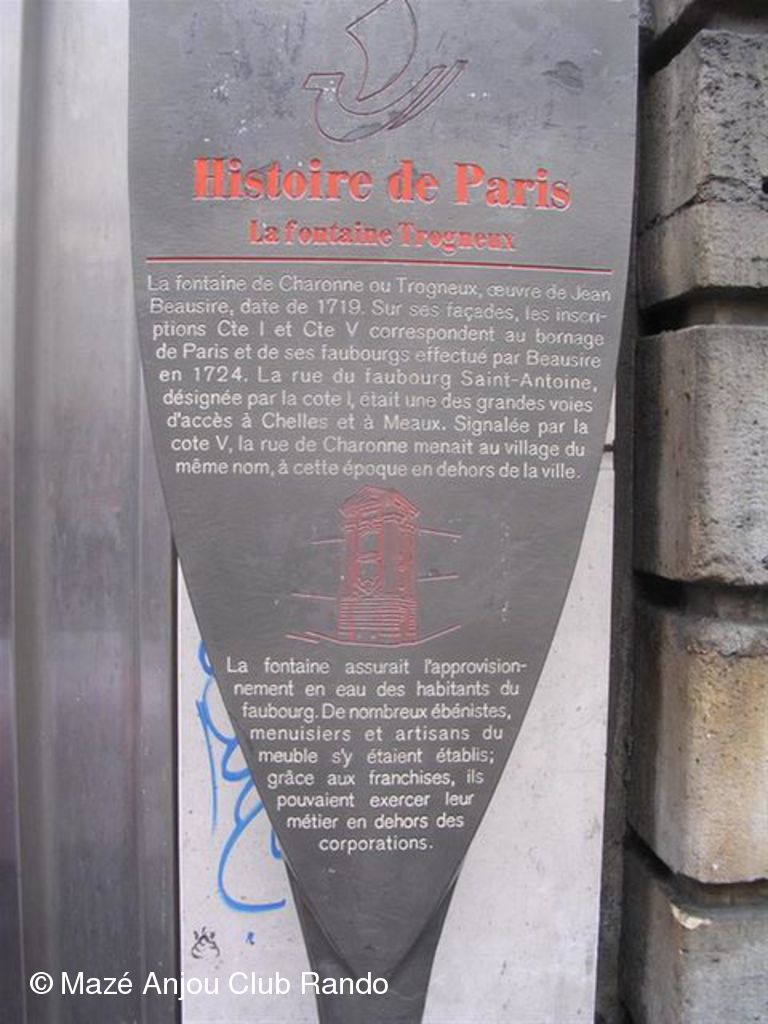 Histoire de Paris
La fontaine Trogneux
La fontaine de Charonne ou Trogneux, œuvre de Jean
Beausire, date de 1719. Sur ses façades, les inscri-
ptions Cte I et Cte V correspondent au bornage
de Paris et de ses faubourgs effectué par Beausire
en 1724. La rue du faubourg Saint-Antoine,
désignée par la cote I, était une des grandes voies
d'accès à Chelles et à Meaux. Signalée par la
cote V, la rue de Charonne menait au village du
même nom, à cette époque en dehors de la ville.
La fontaine assurait l'approvision-
nement en eau des habitants du
faubourg. De nombreux ébénistes,
menuisiers et artisans du
meuble s'y étaient établis;
grâce aux franchises, ils
pouvaient exercer leur
métier en dehors des
corporations.
© Mazé Anjou Club Rando